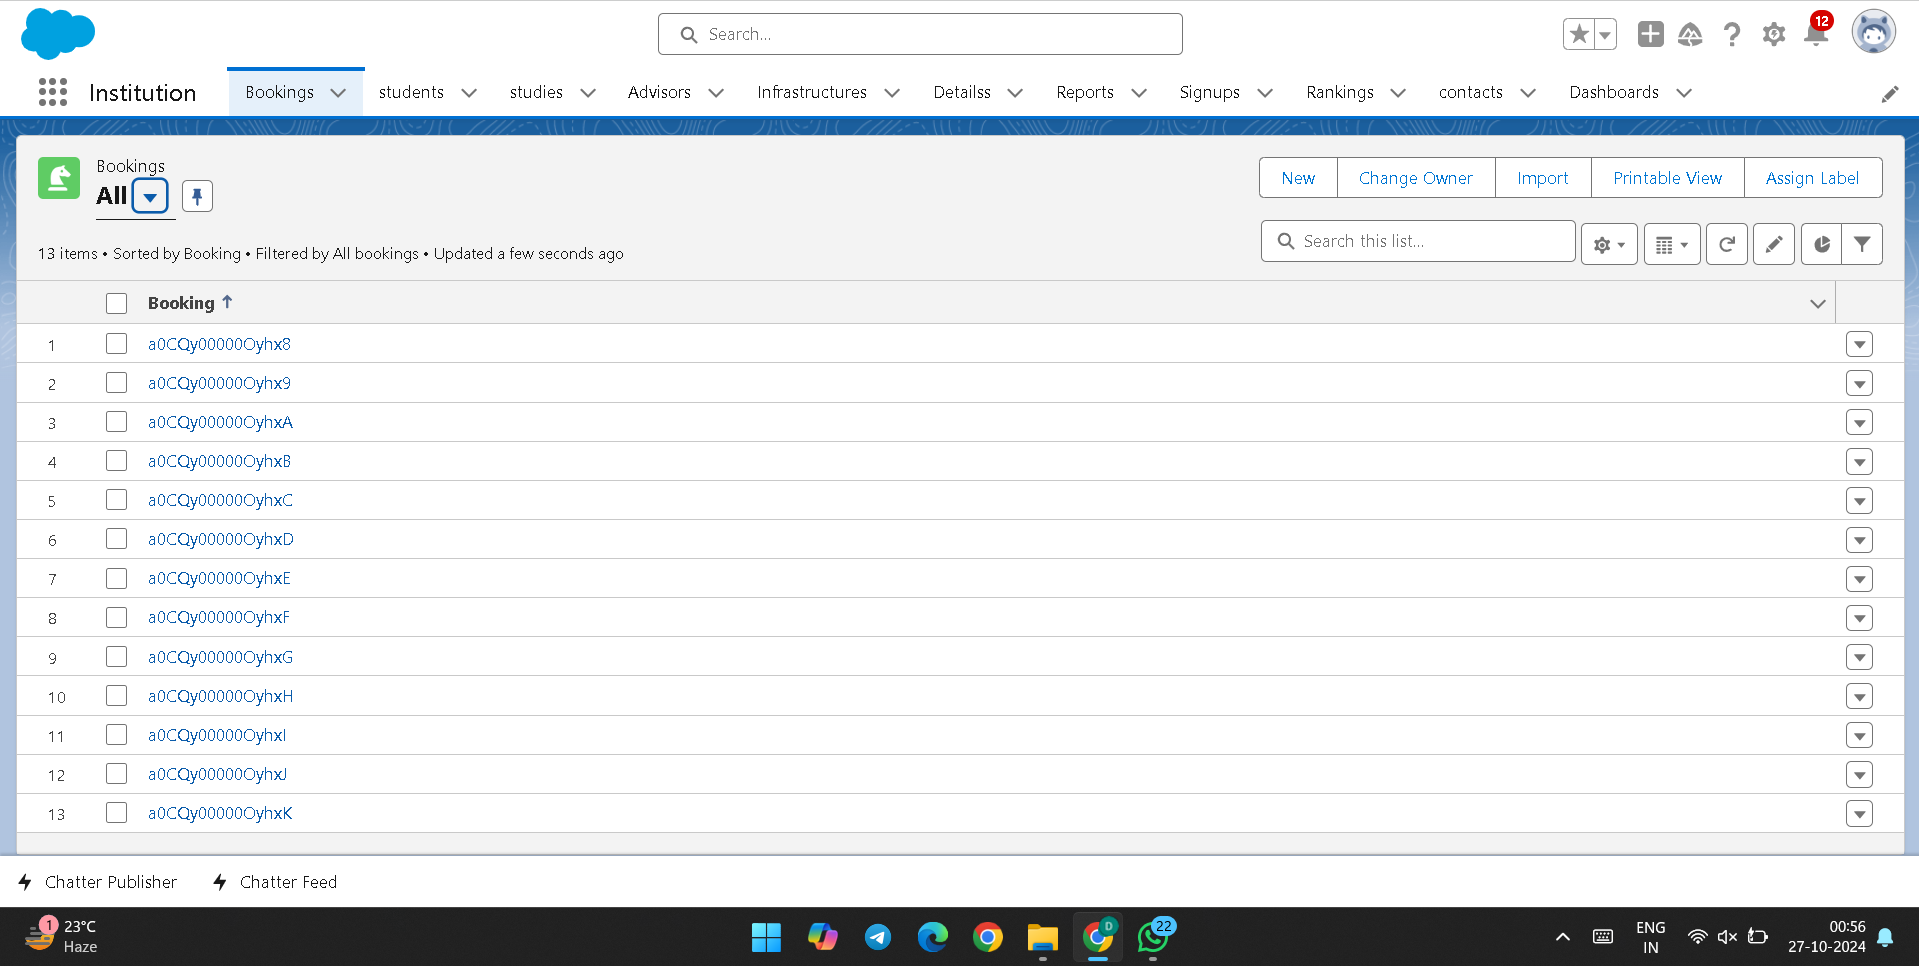 Search...
12
Institution
Bookings students studies Advisors Infrastructures Detailss Reports Signups Rankings contacts Dashboards
Bookings
All
New Change Owner Import Printable View Assign Label
13 items • Sorted by Booking • Filtered by All bookings • Updated a few seconds ago
Search this list...
Booking ↑
1 a0CQy00000Oyhx8
2 a0CQy00000Oyhx9
3 a0CQy00000OyhxA
4 a0CQy00000OyhxB
5 a0CQy00000OyhxC
6 a0CQy00000OyhxD
7 a0CQy00000OyhxE
8 a0CQy00000OyhxF
9 a0CQy00000OyhxG
10 a0CQy00000OyhxH
11 a0CQy00000OyhxI
12 a0CQy00000OyhxJ
13 a0CQy00000OyhxK
Chatter Publisher Chatter Feed
1 23°C
Haze
D
22
ENG
IN
00:56
27-10-2024